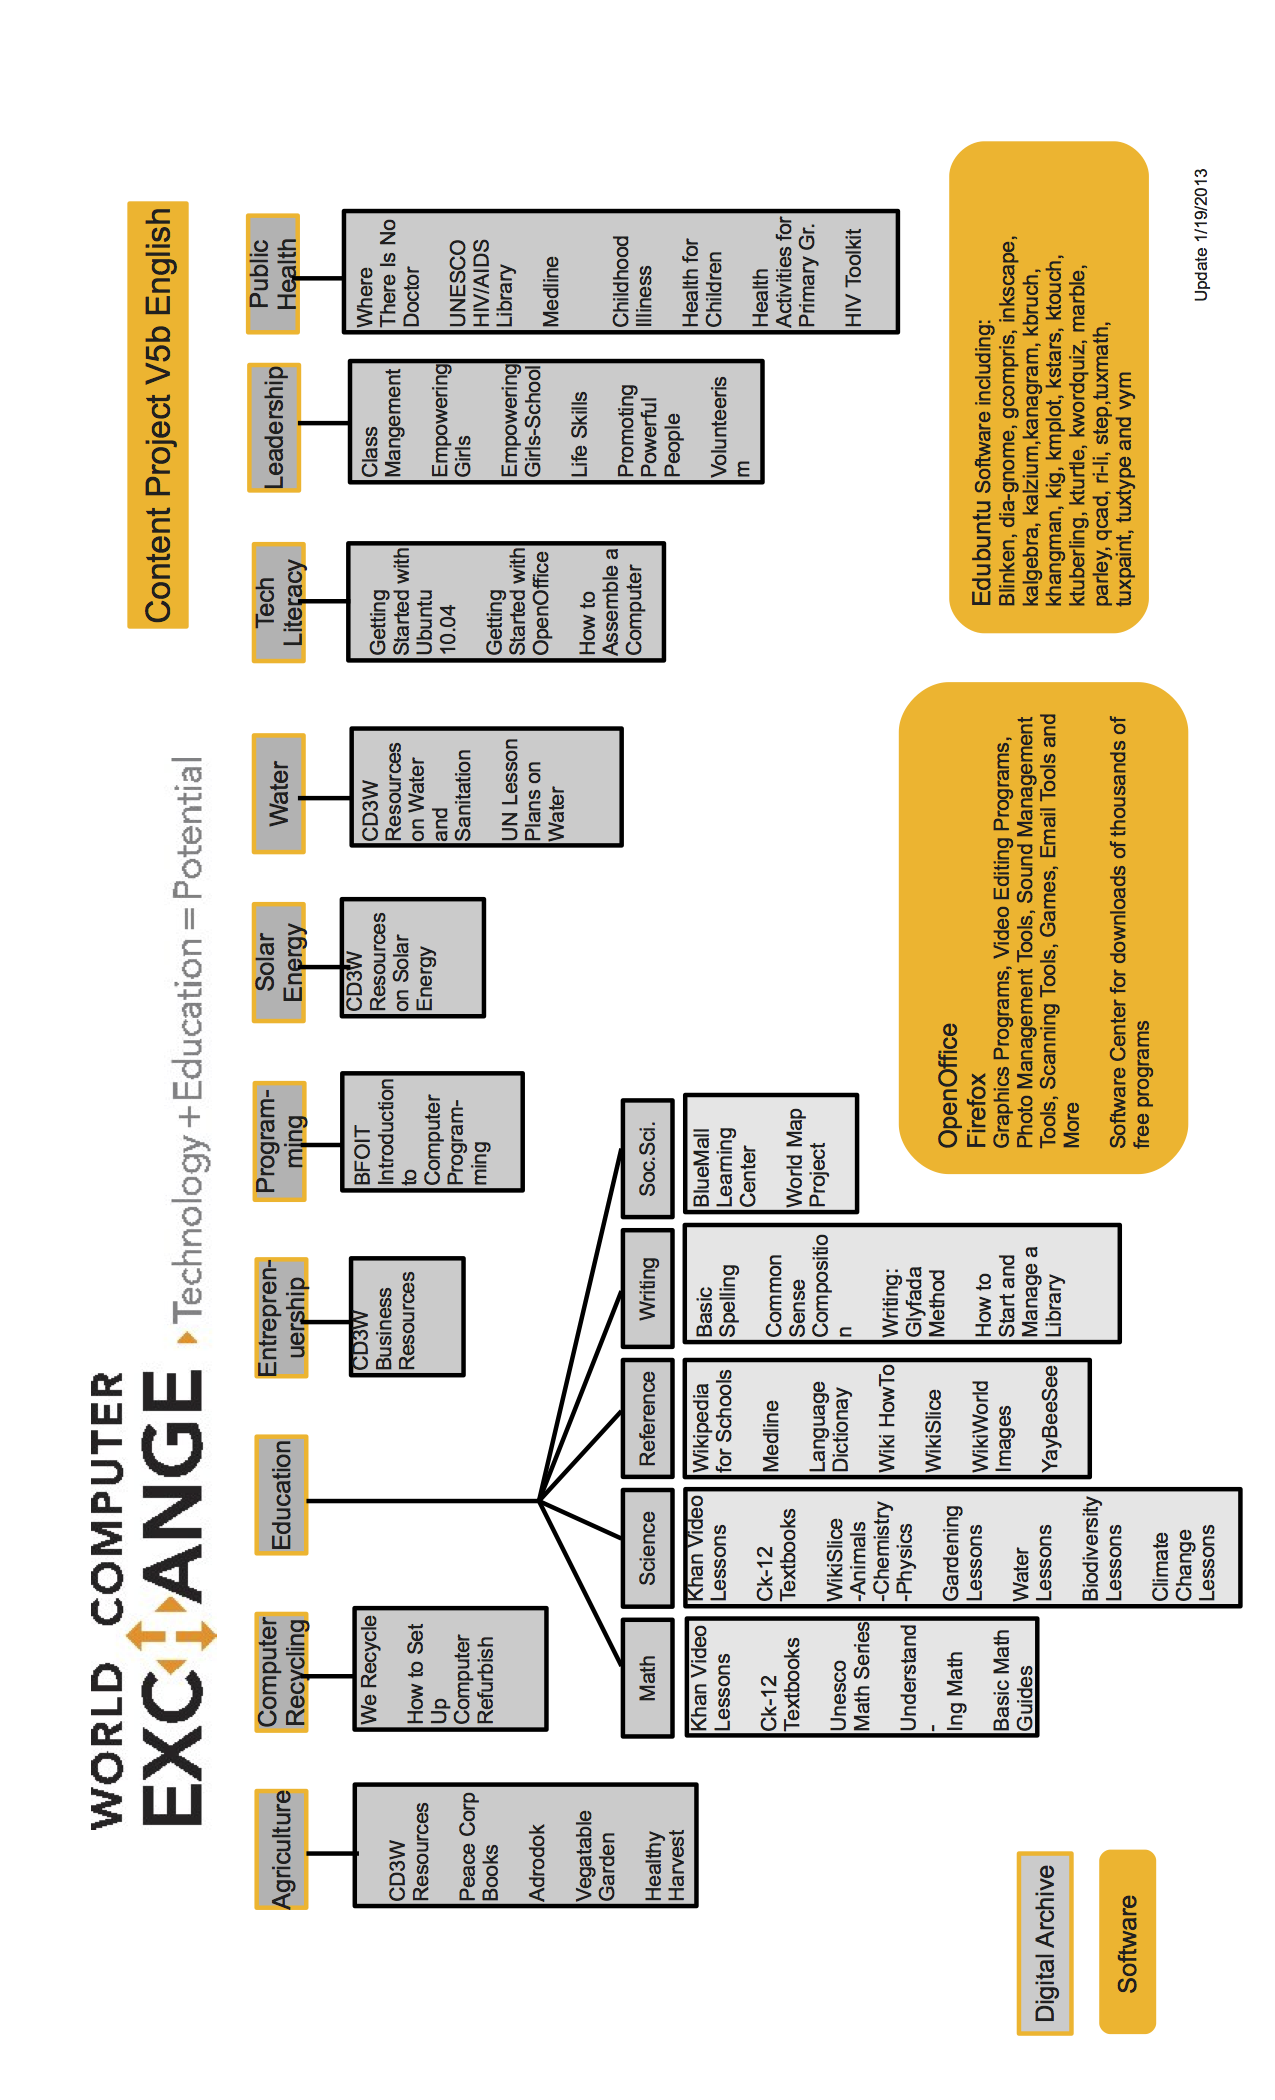 WORLD COMPUTER
EXCHANGE
Technology + Education = Potential
Content Project V5b English
Agriculture
CD3W
Resources
Peace Corp
Books
Adrodok
Vegatable
Garden
Healthy
Harvest
Computer
Recycling
We Recycle
How to Set
Up
Computer
Refurbish
Education
Math
Khan Video
Lessons
Ck-12
Textbooks
Unesco
Math Series
Understand
-
Ing Math
Basic Math
Guides
Science
Khan Video
Lessons
Ck-12
Textbooks
WikiSlice
-Animals
-Chemistry
-Physics
Gardening
Lessons
Water
Lessons
Biodiversity
Lessons
Climate
Change
Lessons
Reference
Wikipedia
for Schools
Medline
Language
Dictionay
Wiki HowTo
WikiSlice
WikiWorld
Images
YayBeeSee
Writing
Basic
Spelling
Common
Sense
Compositio
n
Writing:
Glyfada
Method
How to
Start and
Manage a
Library
Soc.Sci.
BlueMall
Learning
Center
World Map
Project
Entrepren-
uership
CD3W
Business
Resources
Program-
ming
BFOIT
Introduction
to
Computer
Program-
ming
Solar
Energy
CD3W
Resources
on Solar
Energy
Water
CD3W
Resources
on Water
and
Sanitation
UN Lesson
Plans on
Water
Tech
Literacy
Getting
Started with
Ubuntu
10.04
Getting
Started with
OpenOffice
How to
Assemble a
Computer
Leadership
Class
Mangement
Empowering
Girls
Empowering
Girls-School
Life Skills
Promoting
Powerful
People
Volunteeris
m
Public
Health
Where
There Is No
Doctor
UNESCO
HIV/AIDS
Library
Medline
Childhood
Illiness
Health for
Children
Health
Activities for
Primary Gr.
HIV Toolkit
Digital Archive
Software
OpenOffice
Firefox
Graphics Programs, Video Editing Programs,
Photo Management Tools, Sound Management
Tools, Scanning Tools, Games, Email Tools and
More
Software Center for downloads of thousands of
free programs
Edubuntu Software including:
Blinken, dia-gnome, gcompris, inkscape,
kalgebra, kalzium,kanagram, kbruch,
khangman, kig, kmplot, kstars, ktouch,
ktuberling, kturtle, kwordquiz, marble,
parley, qcad, ri-li, step,tuxmath,
tuxpaint, tuxtype and vym
Update 1/19/2013